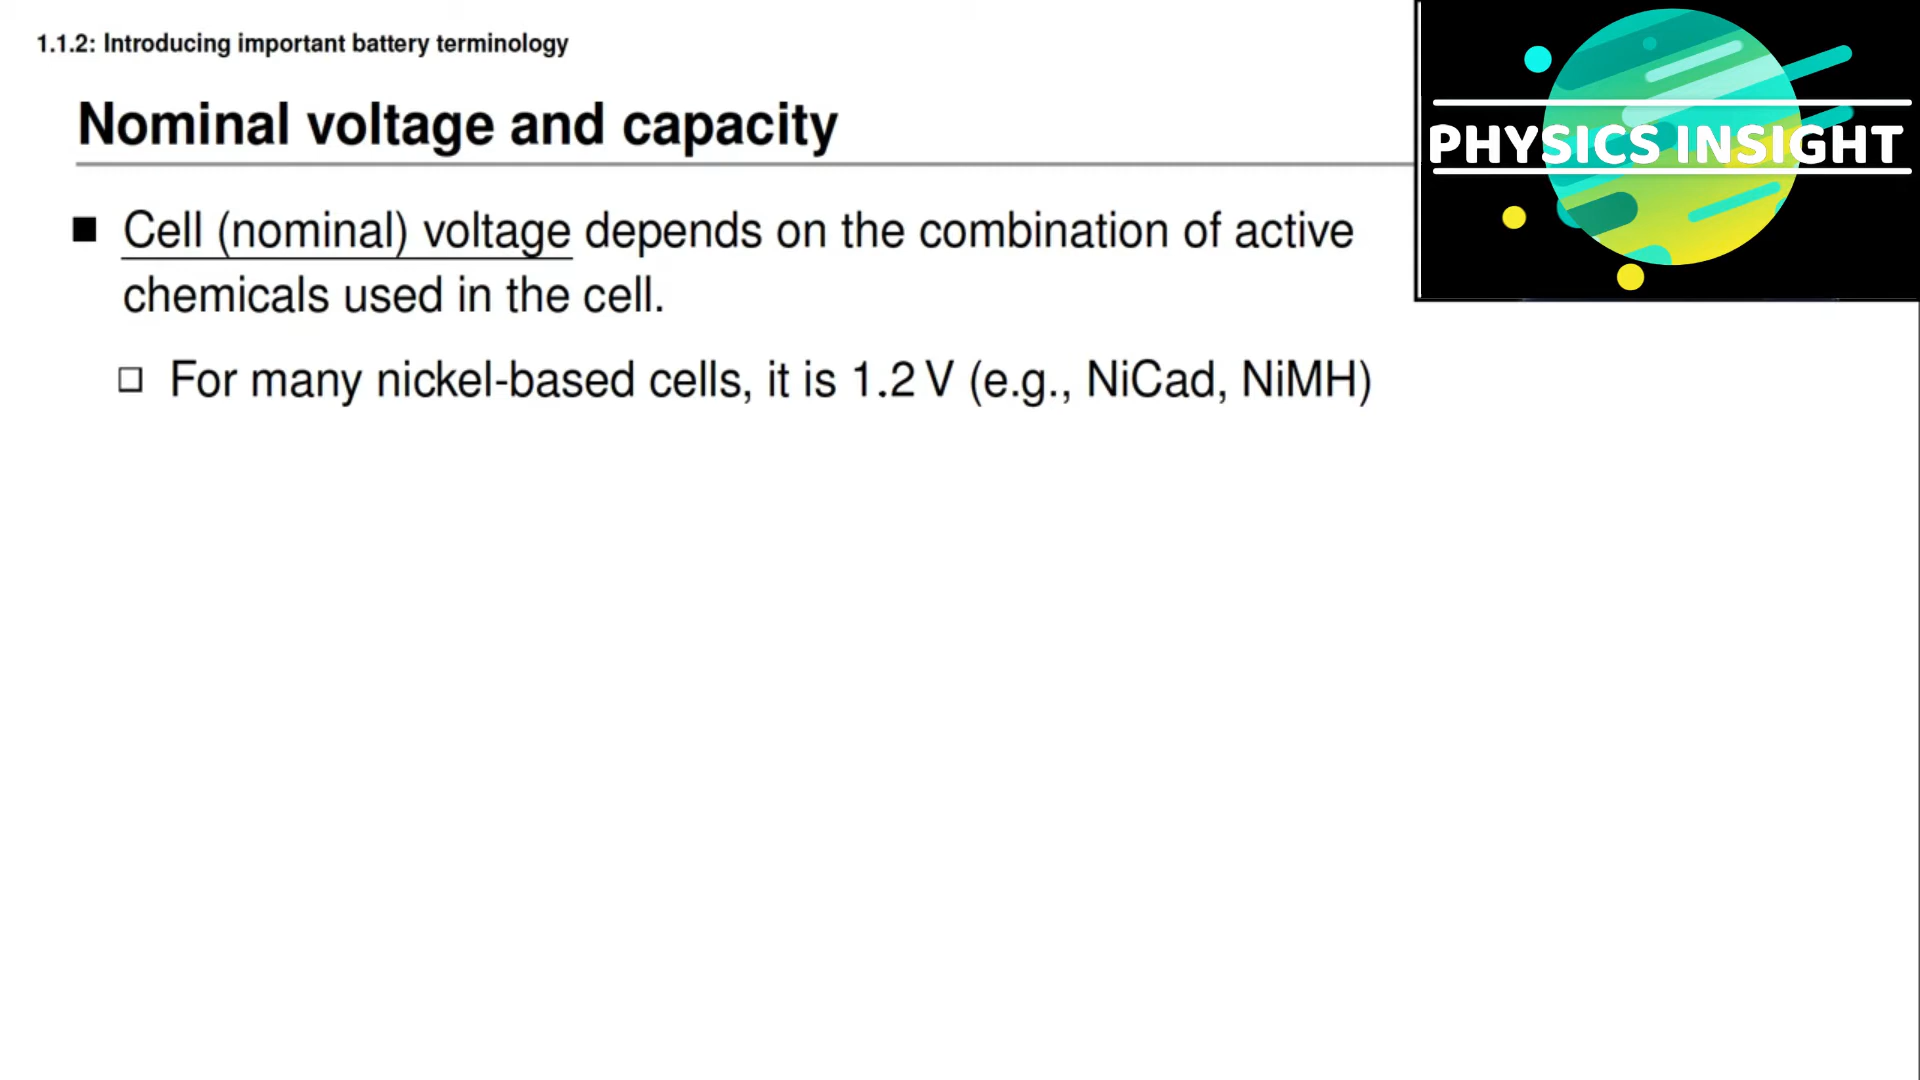 1.1.2: Introducing important battery terminology
Nominal voltage and capacity
PHYSICS INSIGHT
Cell (nominal) voltage depends on the combination of active
chemicals used in the cell.
For many nickel-based cells, it is 1.2 V (e.g., NiCad, NiMH)